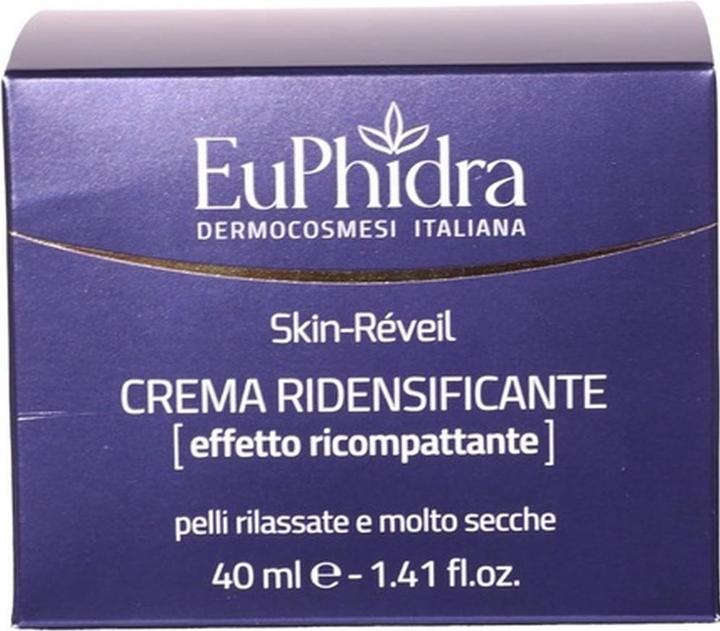 EuPhidra
DERMOCOSMESI ITALIANA
Skin-Réveil
CREMA RIDENSIFICANTE
[effetto ricompattante]
pelli rilassate e molto secche
40 ml ℮ - 1.41 fl.oz.